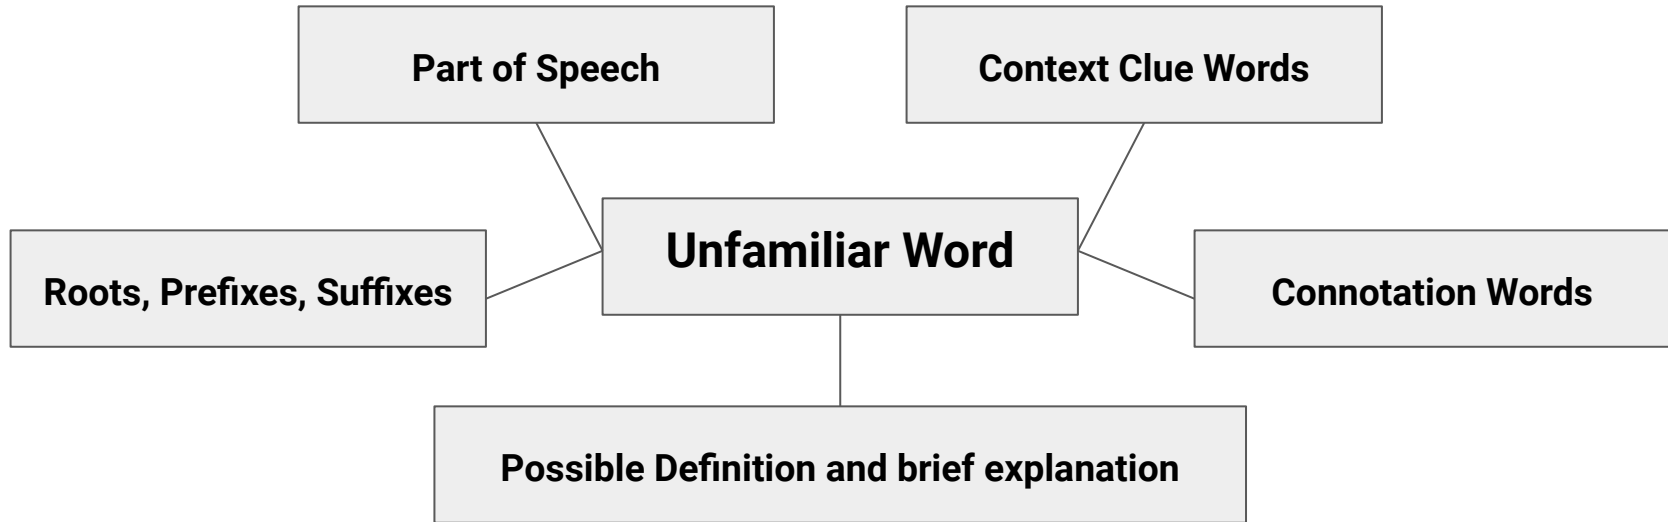 Part of Speech
Context Clue Words
Unfamiliar Word
Roots, Prefixes, Suffixes
Connotation Words
Possible Definition and brief explanation